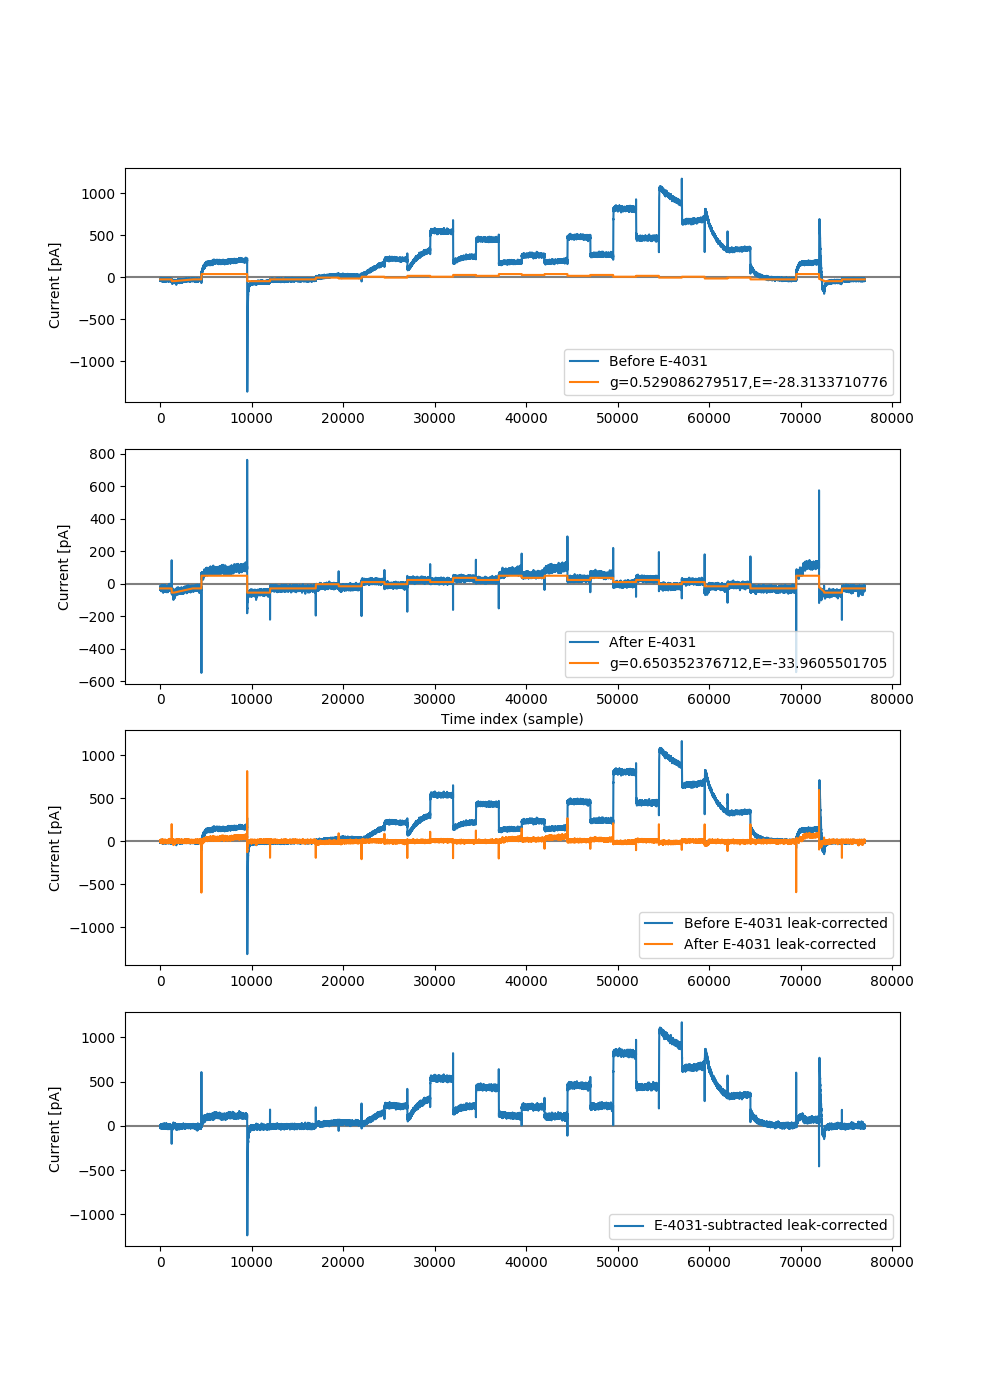 1000
500
0
−500
−1000
Current [pA]
Before E-4031
g=0.529086279517,E=-28.3133710776
0 10000 20000 30000 40000 50000 60000 70000 80000
800
600
400
200
0
−200
−400
−600
Current [pA]
After E-4031
g=0.650352376712,E=-33.9605501705
0 10000 20000 30000 40000 50000 60000 70000 80000
Time index (sample)
1000
500
0
−500
−1000
Current [pA]
Before E-4031 leak-corrected
After E-4031 leak-corrected
0 10000 20000 30000 40000 50000 60000 70000 80000
1000
500
0
−500
−1000
Current [pA]
E-4031-subtracted leak-corrected
0 10000 20000 30000 40000 50000 60000 70000 80000